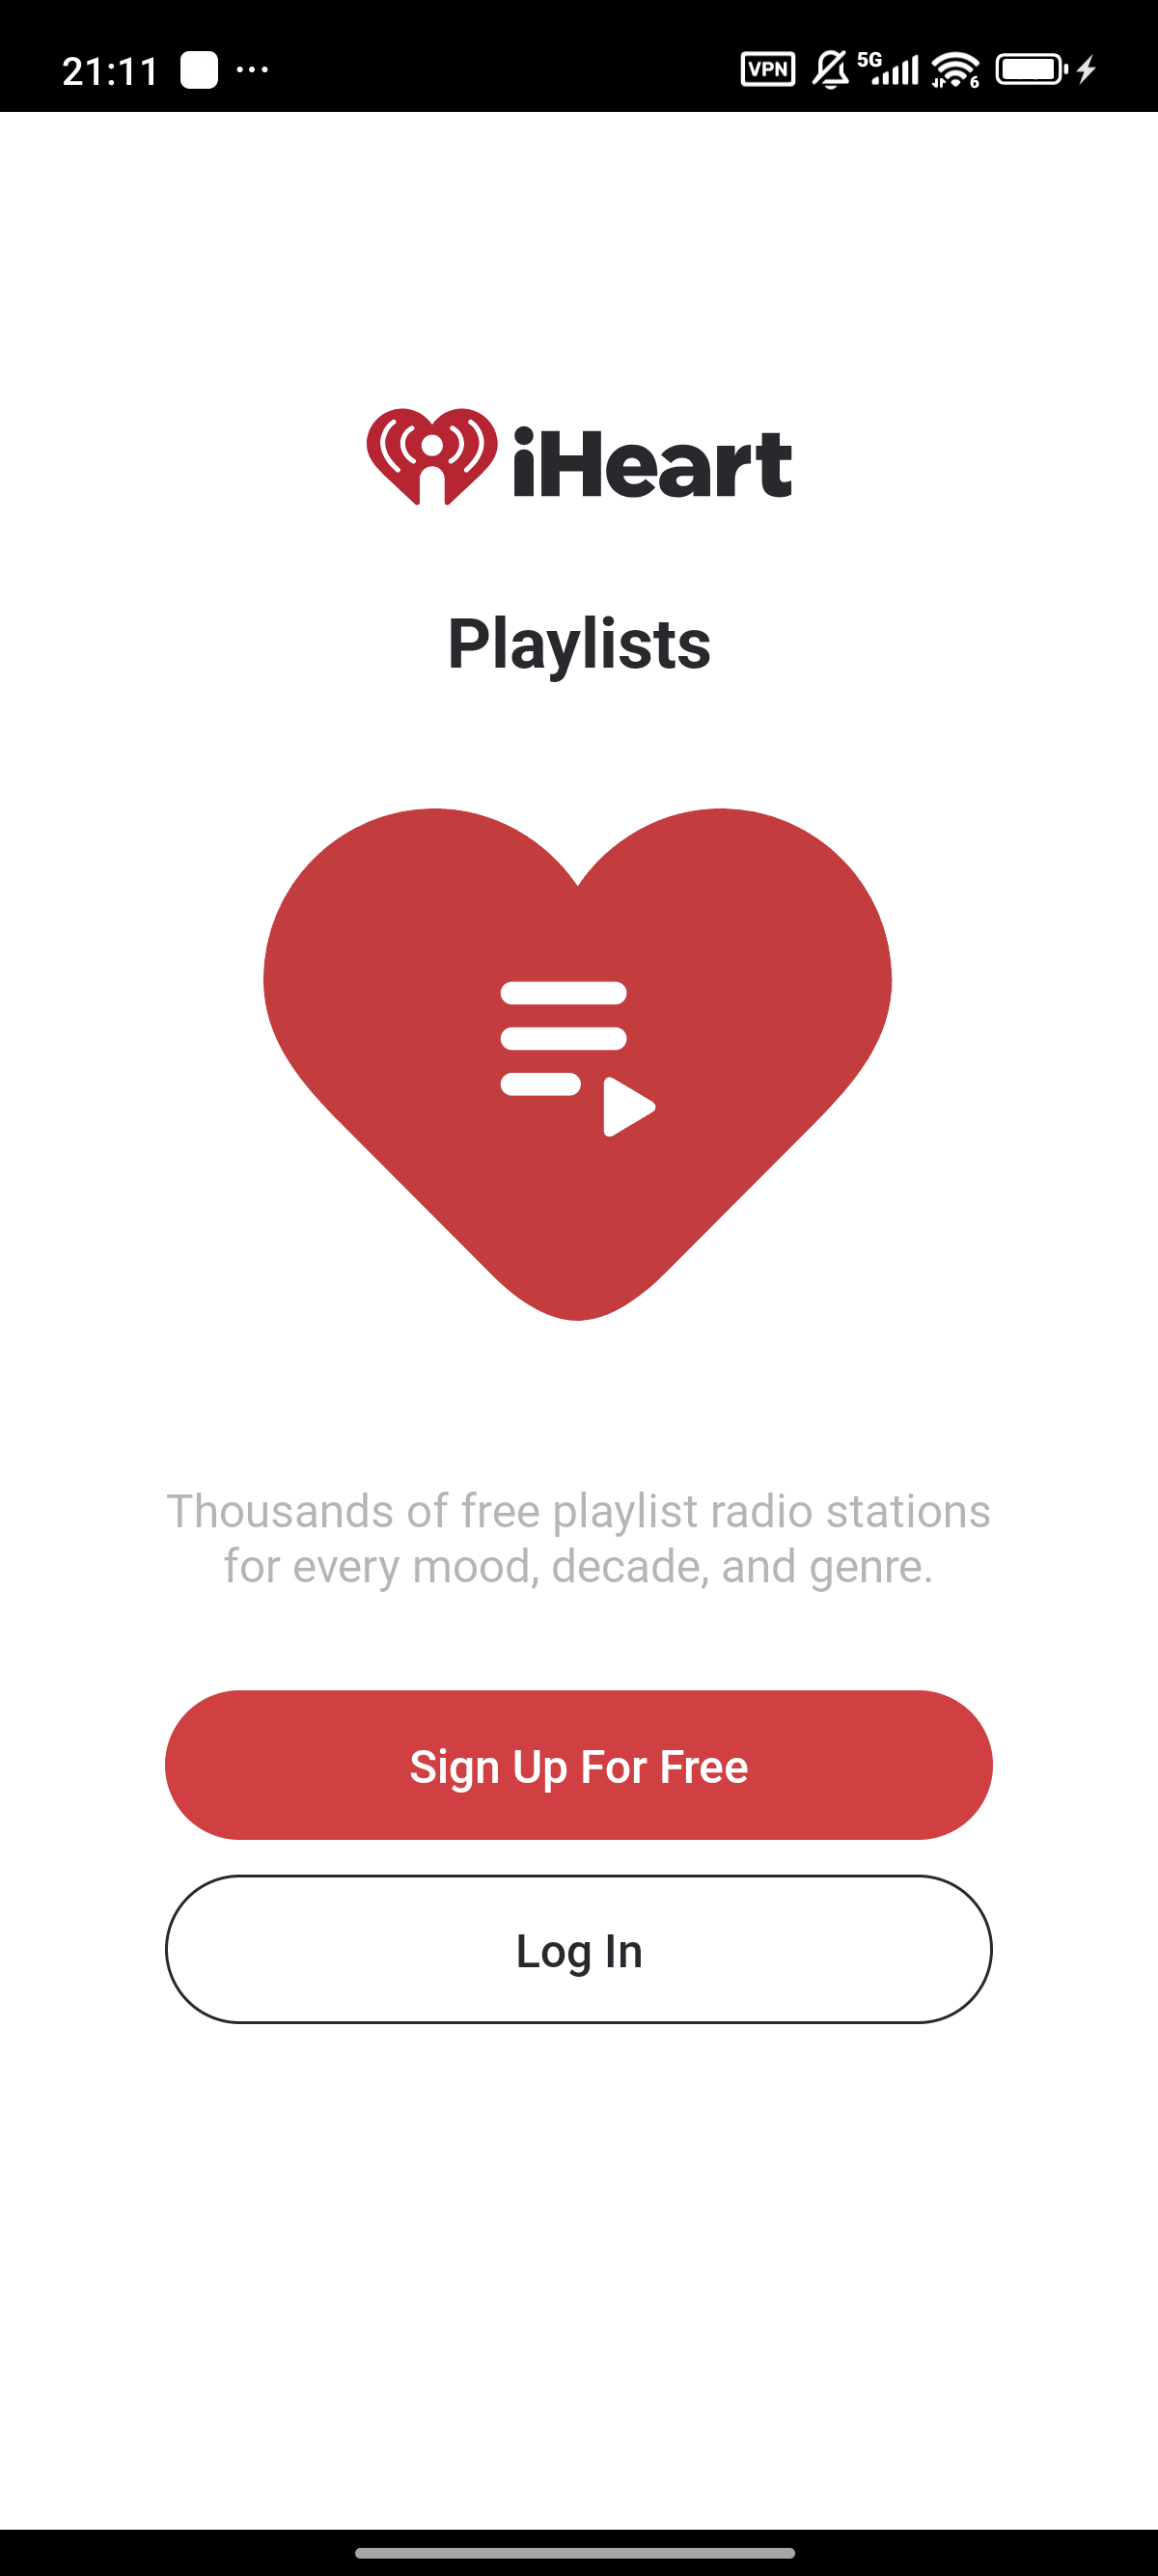 21:11
VPN
5G
6
iHeart
Playlists
Thousands of free playlist radio stations
for every mood, decade, and genre.
Sign Up For Free
Log In